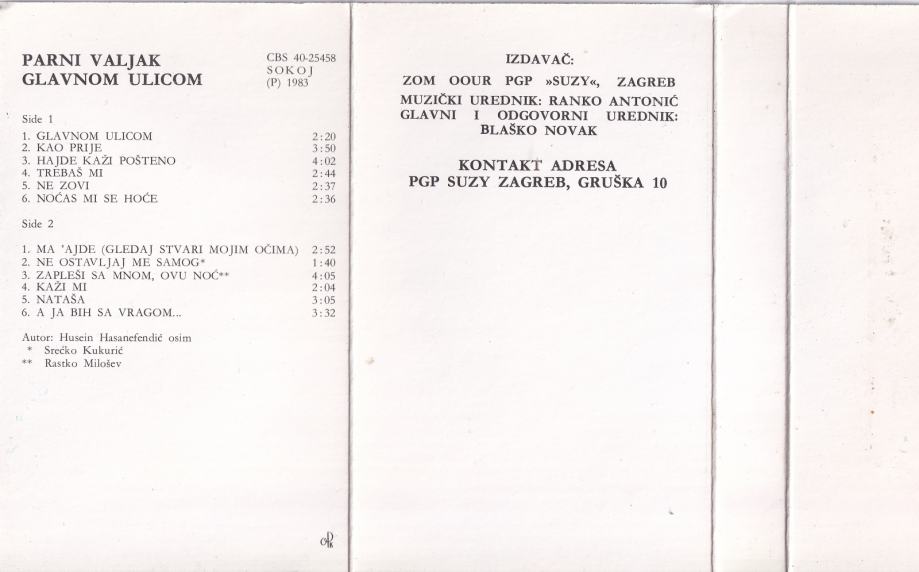 PARNI VALJAK
GLAVNOM ULICOM
CBS 40-25458
SOKOJ
(P) 1983
Side 1
1. GLAVNOM ULICOM 2:20
2. KAO PRIJE 3:50
3. HAJDE KAŽI POŠTENO 4:02
4. TREBAŠ MI 2:44
5. NE ZOVI 2:37
6. NOĆAS MI SE HOĆE 2:36
Side 2
1. MA 'AJDE (GLEDAJ STVARI MOJIM OČIMA) 2:52
2. NE OSTAVLJAJ ME SAMOG* 1:40
3. ZAPLEŠI SA MNOM, OVU NOĆ** 4:05
4. KAŽI MI 2:04
5. NATAŠA 3:05
6. A JA BIH SA VRAGOM... 3:32
Autor: Husein Hasanefendić osim
* Srećko Kukurić
** Rastko Milošev
IZDAVAČ:
ZOM OOUR PGP »SUZY«, ZAGREB
MUZIČKI UREDNIK: RANKO ANTONIĆ
GLAVNI I ODGOVORNI UREDNIK:
BLAŠKO NOVAK
KONTAKT ADRESA
PGP SUZY ZAGREB, GRUŠKA 10